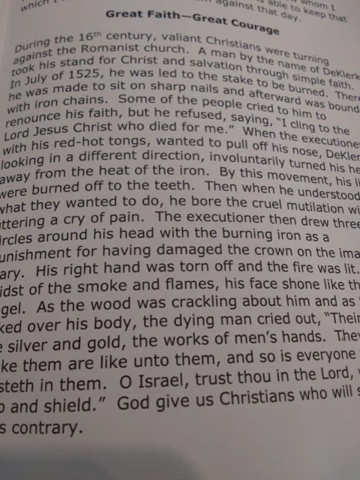 which I
whom I
able to keep that
against that day.
Great Faith—Great Courage
During the 16th century, valiant Christians were turning
against the Romanist church. A man by the name of DeKlerk
took his stand for Christ and salvation through simple faith.
In July of 1525, he was led to the stake to be burned. There
he was made to sit on sharp nails and afterward was bound
with iron chains. Some of the people cried to him to
renounce his faith, but he refused, saying, "I cling to the
Lord Jesus Christ who died for me." When the executione
with his red-hot tongs, wanted to pull off his nose, DeKler
looking in a different direction, involuntarily turned his he
away from the heat of the iron. By this movement, his li
were burned off to the teeth. Then when he understood
what they wanted to do, he bore the cruel mutilation wi
ttering a cry of pain. The executioner then drew three
ircles around his head with the burning iron as a
unishment for having damaged the crown on the ima
ary. His right hand was torn off and the fire was lit.
idst of the smoke and flames, his face shone like th
gel. As the wood was crackling about him and as
ked over his body, the dying man cried out, "Their
e silver and gold, the works of men's hands. They
ke them are like unto them, and so is everyone
steth in them. O Israel, trust thou in the Lord,
p and shield." God give us Christians who will s
s contrary.